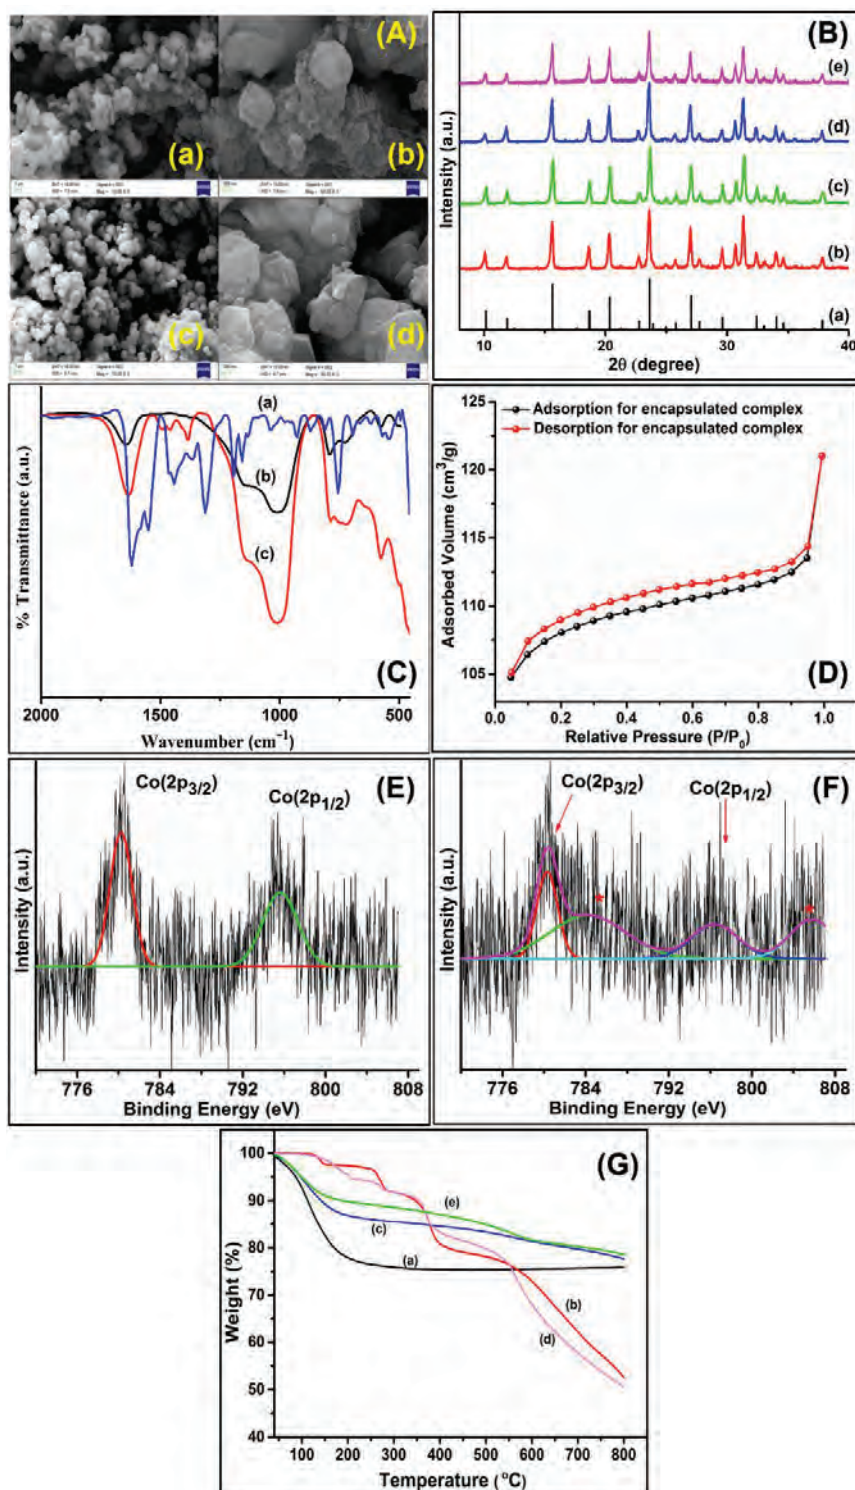 (A)
(a)
(b)
(c)
(d)
(B)
(e)
(d)
(c)
(b)
(a)
Intensity (a.u.)
10 20 30 40
2θ (degree)
(a)
(b)
(c)
% Transmittance (a.u.)
(C)
2000 1500 1000 500
Wavenumber (cm⁻¹)
125
120
115
110
105
Adsorption for encapsulated complex
Desorption for encapsulated complex
Adsorbed Volume (cm³/g)
(D)
0.0 0.2 0.4 0.6 0.8 1.0
Relative Pressure (P/P₀)
Co(2p₃/₂)
Co(2p₁/₂)
(E)
Intensity (a.u.)
776 784 792 800 808
Binding Energy (eV)
Co(2p₃/₂)
Co(2p₁/₂)
(F)
*
*
Intensity (a.u.)
776 784 792 800 808
Binding Energy (eV)
100
90
80
70
60
50
40
(G)
(e)
(c)
(a)
(b)
(d)
Weight (%)
100 200 300 400 500 600 700 800
Temperature (°C)